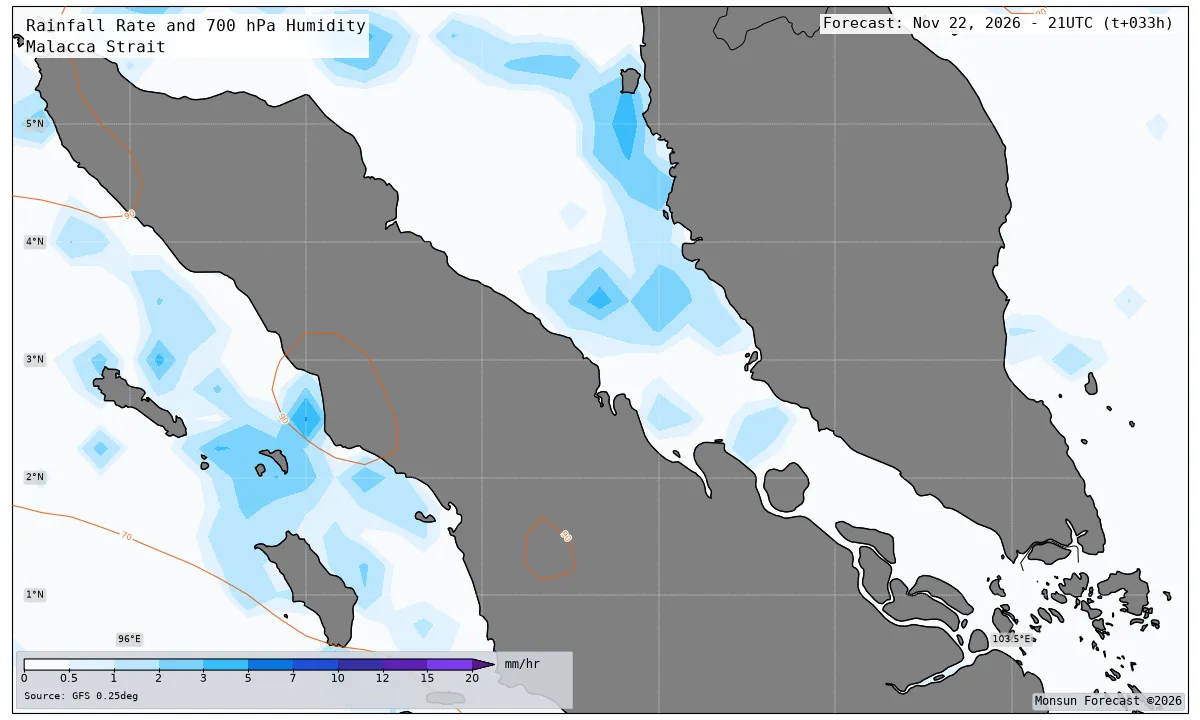 Rainfall Rate and 700 hPa Humidity
Malacca Strait
Forecast: Nov 22, 2026 - 21UTC (t+033h)
90
5°N
90
4°N
3°N
90
2°N
70
90
1°N
96°E
103.5°E
mm/hr
0 0.5 1 2 3 5 7 10 12 15 20
Source: GFS 0.25deg
Monsun Forecast ©2026